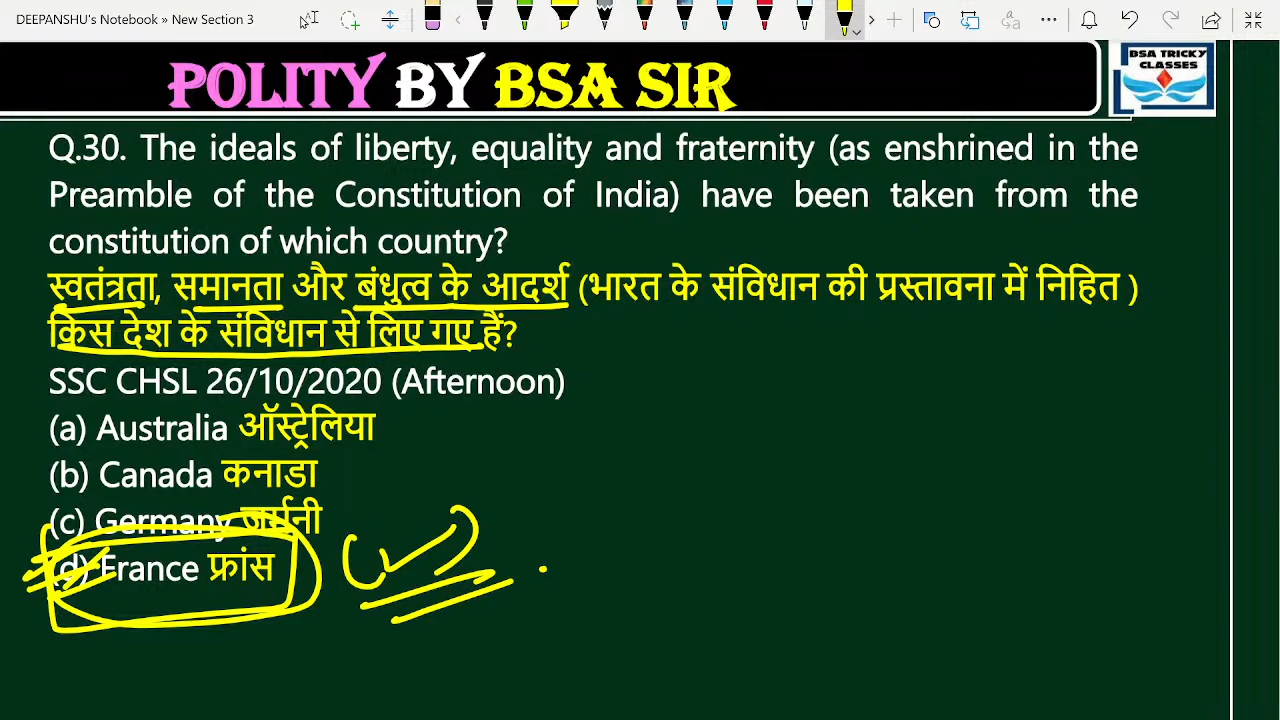 DEEPANSHU's Notebook » New Section 3
POLITY BY BSA SIR
BSA TRICKY
CLASSES
Q.30. The ideals of liberty, equality and fraternity (as enshrined in the
Preamble of the Constitution of India) have been taken from the
constitution of which country?
स्वतंत्रता, समानता और बंधुत्व के आदर्श (भारत के संविधान की प्रस्तावना में निहित )
किस देश के संविधान से लिए गए हैं?
SSC CHSL 26/10/2020 (Afternoon)
(a) Australia ऑस्ट्रेलिया
(b) Canada कनाडा
(c) Germany जर्मनी
(d) France फ्रांस